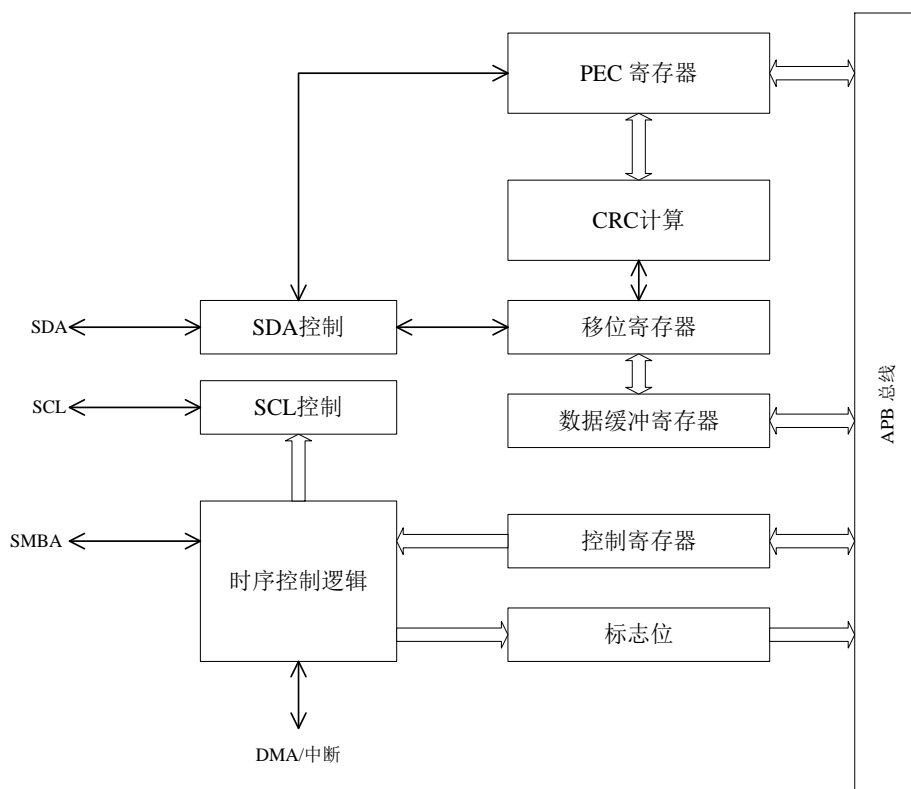 PEC 寄存器
CRC计算
SDA
SDA控制
移位寄存器
SCL
SCL控制
数据缓冲寄存器
APB 总线
SMBA
时序控制逻辑
控制寄存器
标志位
DMA/中断